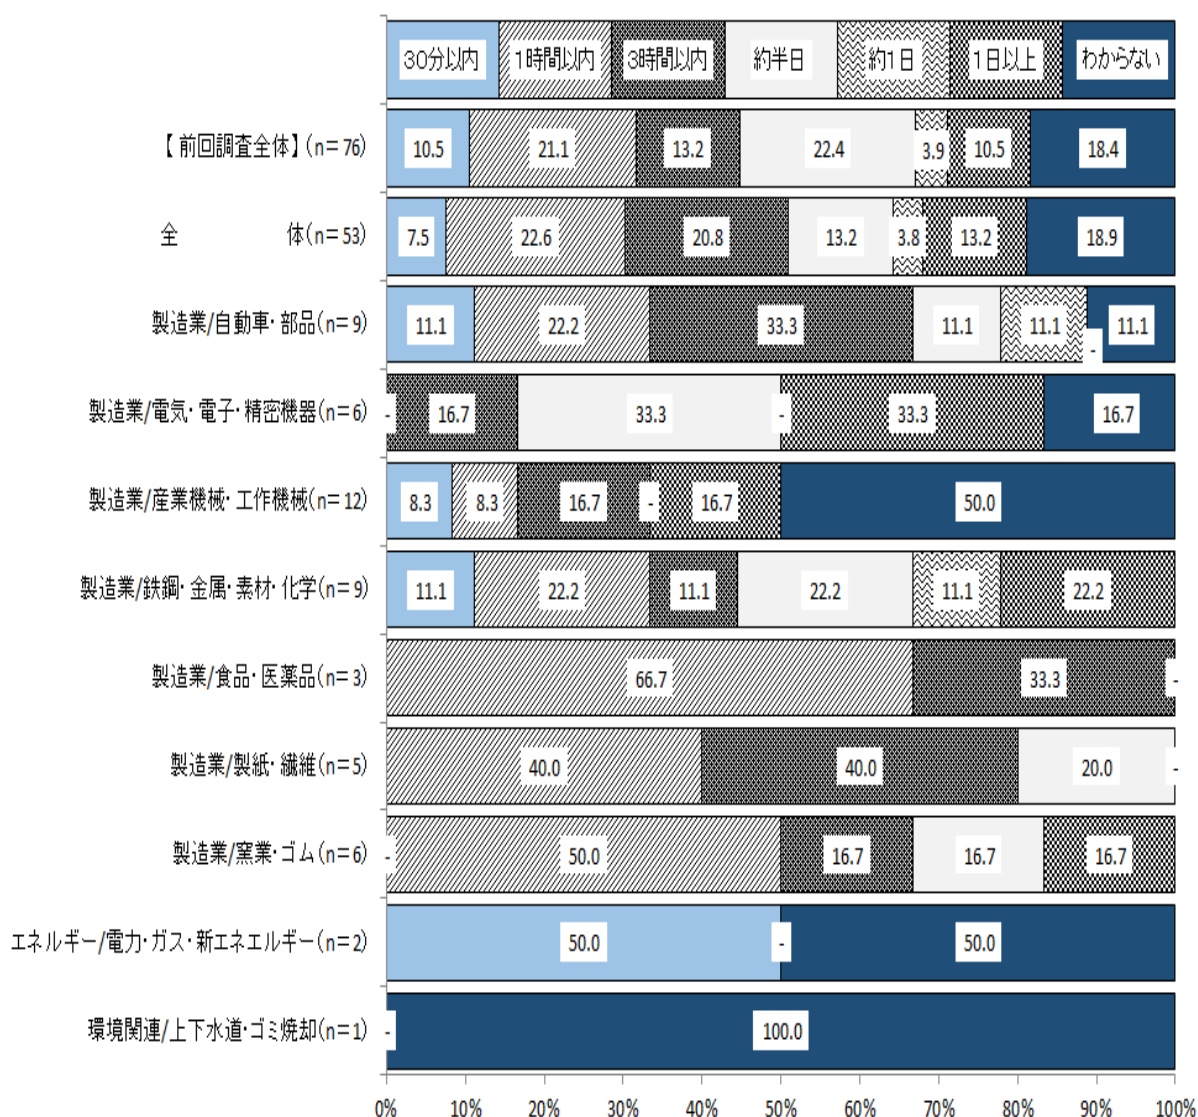 30分以内 1時間以内 3時間以内 約半日 約1日 1日以上 わからない
【前回調査全体】(n=76) 10.5 21.1 13.2 22.4 3.9 10.5 18.4
全 体(n=53) 7.5 22.6 20.8 13.2 3.8 13.2 18.9
製造業/自動車・部品(n=9) 11.1 22.2 33.3 11.1 11.1 - 11.1
製造業/電気・電子・精密機器(n=6) - 16.7 33.3 - 33.3 16.7
製造業/産業機械・工作機械(n=12) 8.3 8.3 16.7 - 16.7 50.0
製造業/鉄鋼・金属・素材・化学(n=9) 11.1 22.2 11.1 22.2 11.1 22.2
製造業/食品・医薬品(n=3) 66.7 33.3 -
製造業/製紙・繊維(n=5) 40.0 40.0 20.0 -
製造業/窯業・ゴム(n=6) - 50.0 16.7 16.7 16.7
エネルギー/電力・ガス・新エネエルギー(n=2) 50.0 - 50.0
環境関連/上下水道・ゴミ焼却(n=1) - 100.0
0% 10% 20% 30% 40% 50% 60% 70% 80% 90% 100%